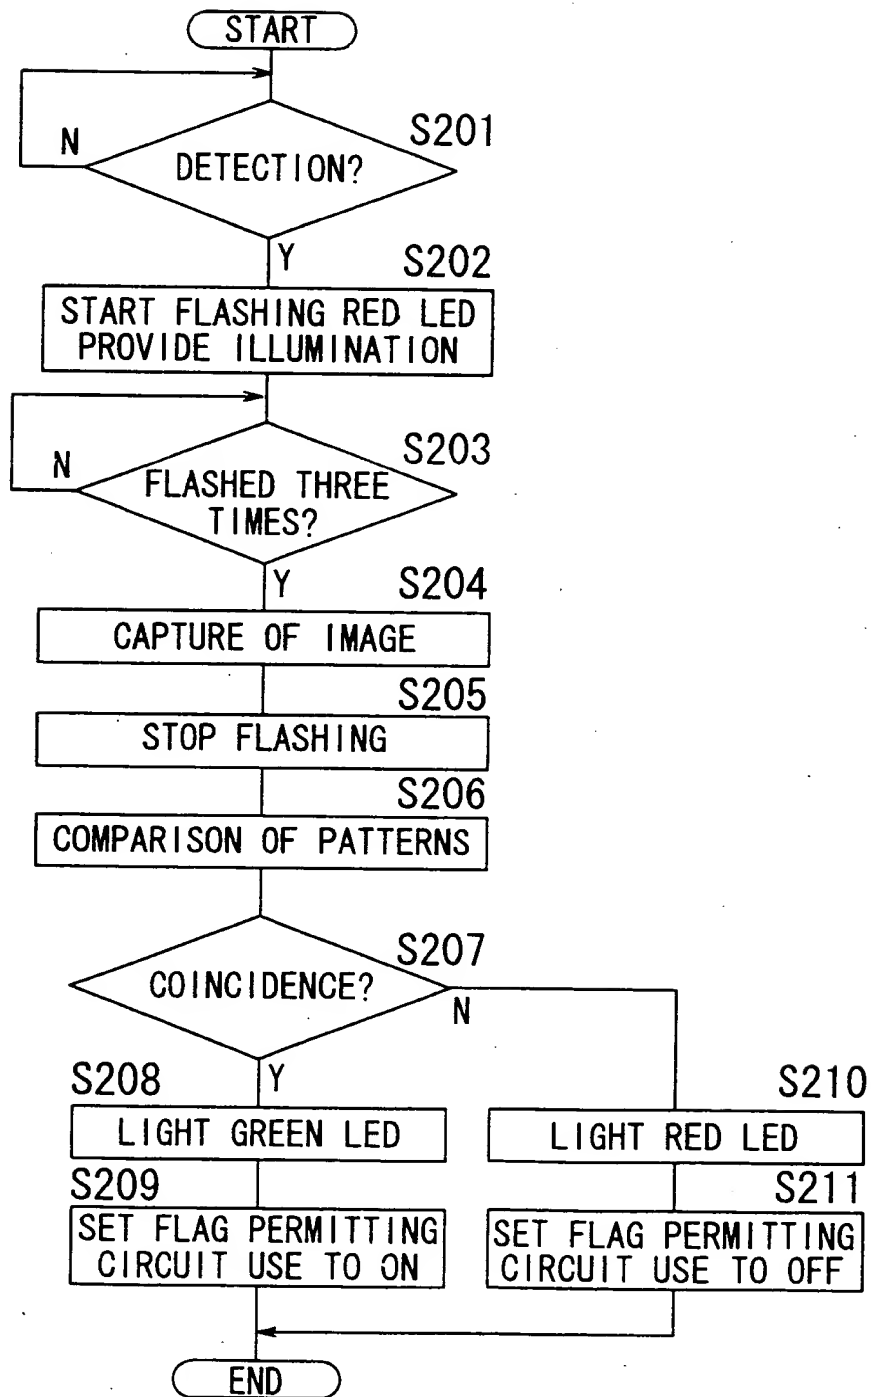 START
S201
N
DETECTION?
Y
S202
START FLASHING RED LED
PROVIDE ILLUMINATION
S203
N
FLASHED THREE
TIMES?
Y
S204
CAPTURE OF IMAGE
S205
STOP FLASHING
S206
COMPARISON OF PATTERNS
S207
COINCIDENCE?
N
Y
S208
LIGHT GREEN LED
S209
SET FLAG PERMITTING
CIRCUIT USE TO ON
S210
LIGHT RED LED
S211
SET FLAG PERMITTING
CIRCUIT USE TO OFF
END